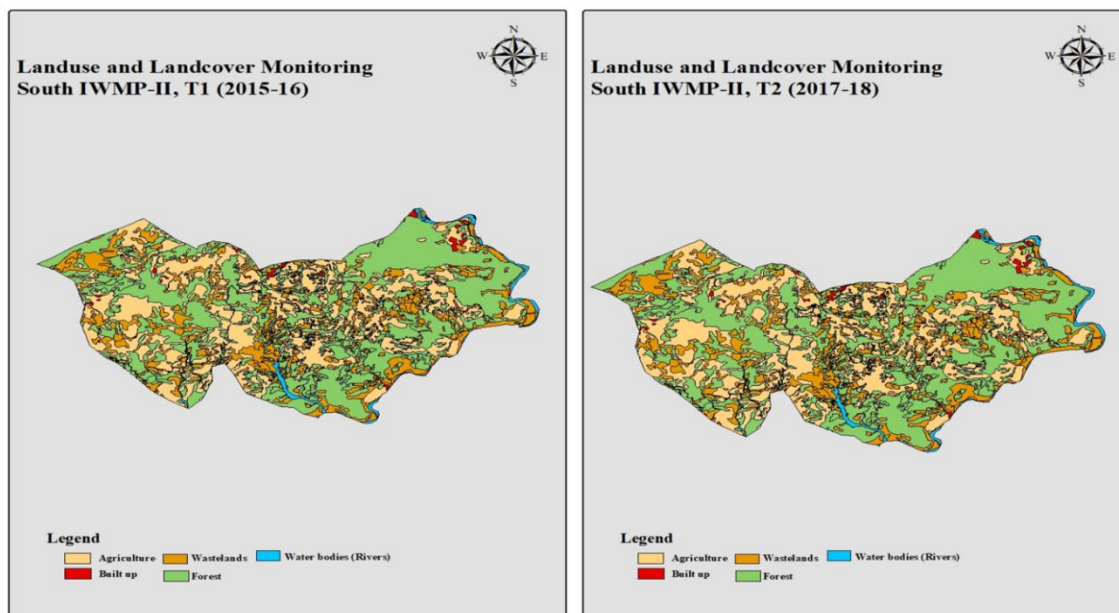 N
W E
S
Landuse and Landcover Monitoring
South IWMP-II, T1 (2015-16)
Legend
Agriculture Wastelands Water bodies (Rivers)
Built up Forest
N
W E
S
Landuse and Landcover Monitoring
South IWMP-II, T2 (2017-18)
Legend
Agriculture Wastelands Water bodies (Rivers)
Built up Forest